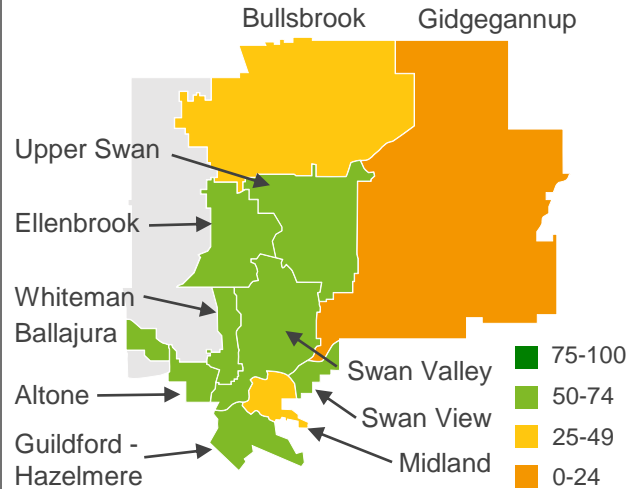 Bullsbrook
Gidgegannup
Upper Swan
Ellenbrook
Whiteman
Ballajura
Altone
Guildford -
Hazelmere
Swan Valley
Swan View
Midland
75-100
50-74
25-49
0-24